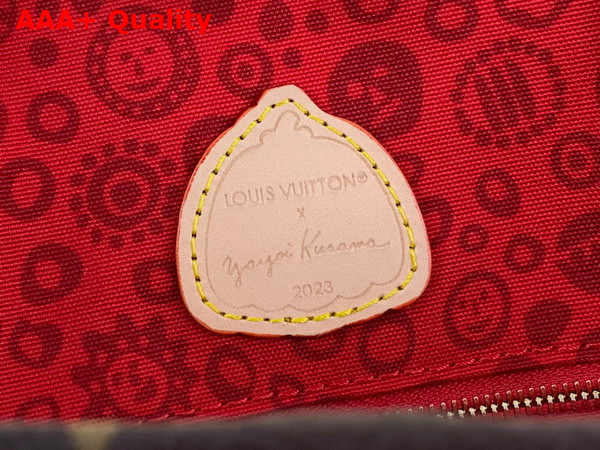 AAA+ Quality
LOUIS VUITTON®
x
Yayoi Kusama
2023